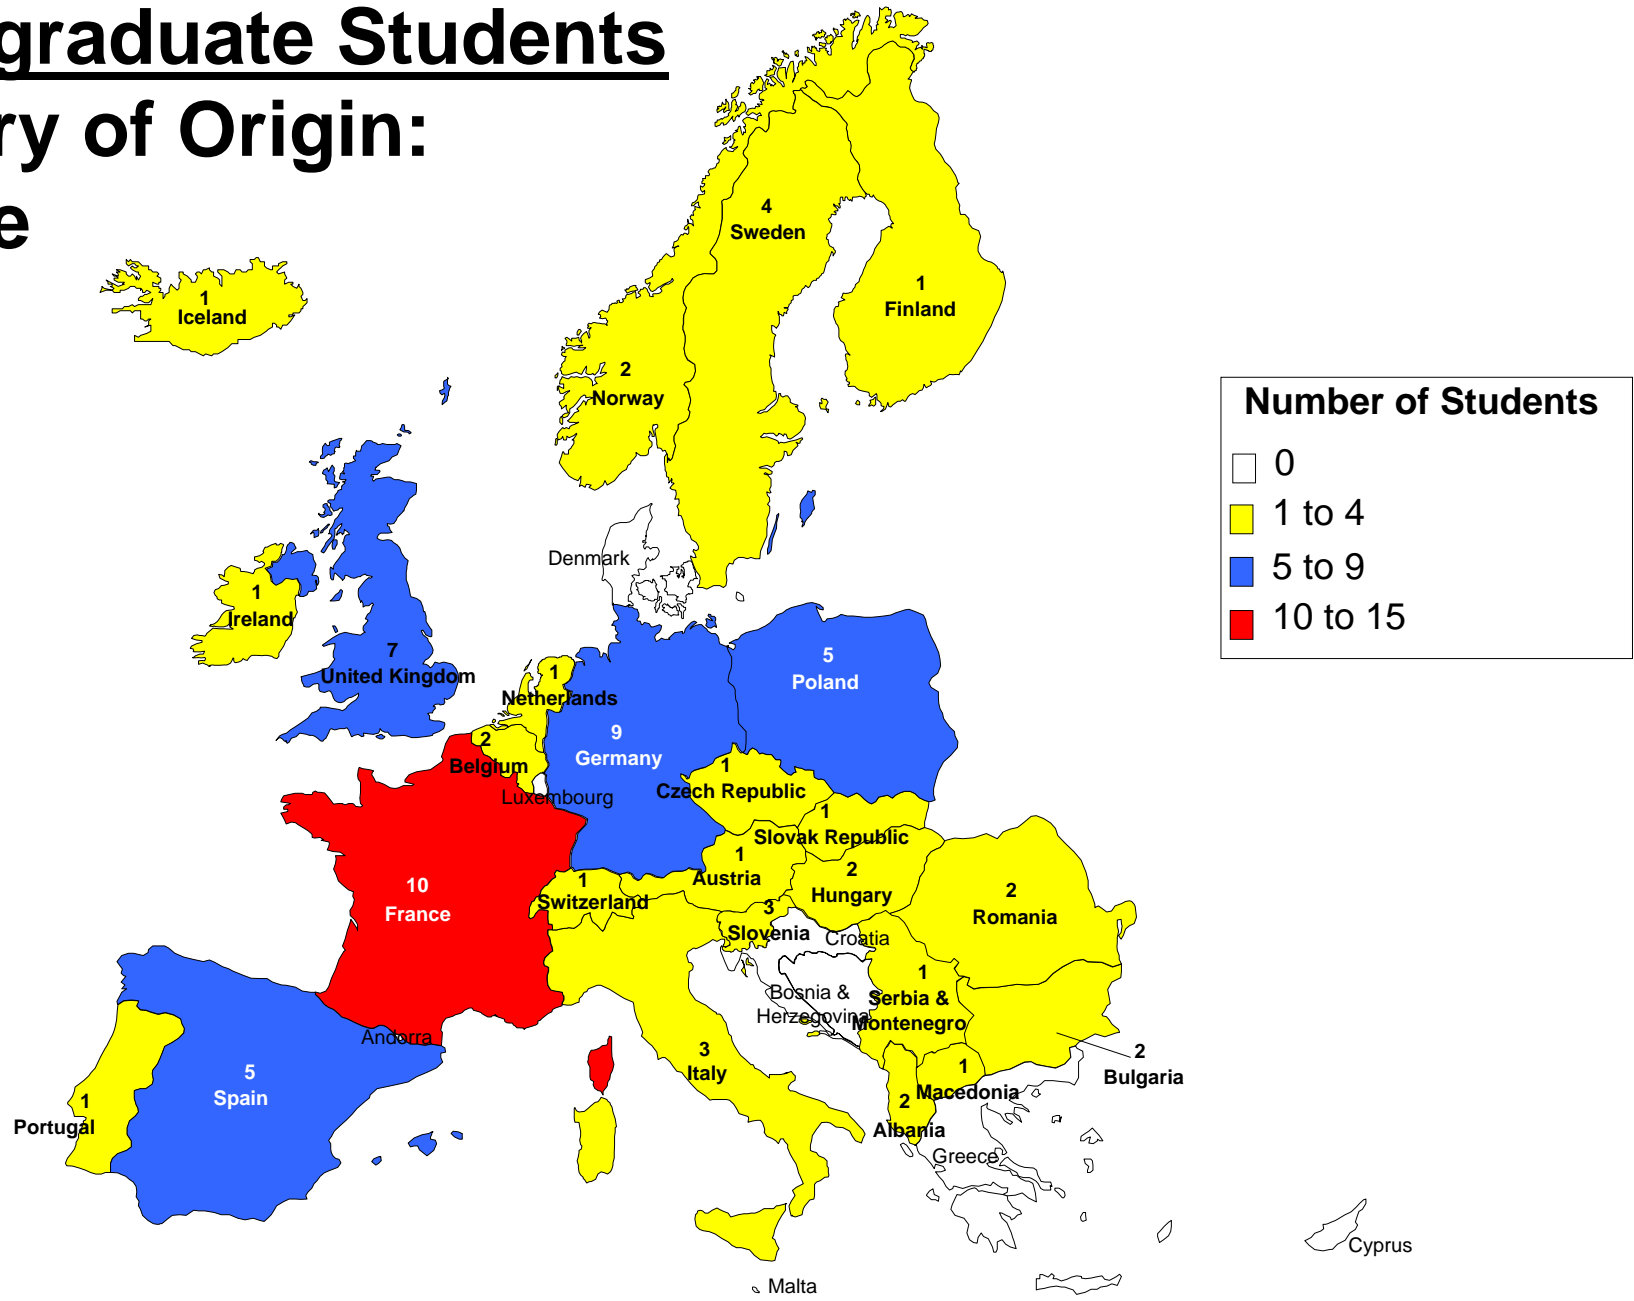 graduate Students
ry of Origin:
e
4
Sweden
1
Iceland
1
Finland
2
Norway
Number of Students
0
1 to 4
5 to 9
10 to 15
Denmark
1
Ireland
7
United Kingdom
5
Poland
1
Netherlands
9
Germany
2
Belgium
Luxembourg
1
Czech Republic
1
Slovak Republic
1
Austria
2
Hungary
10
France
1
Switzerland
2
Romania
3
Slovenia
Croatia
Bosnia &
Herzegovina
1
Serbia &
Montenegro
Andorra
5
Spain
3
Italy
2
Bulgaria
1
Macedonia
1
Portugal
2
Albania
Greece
Cyprus
Malta